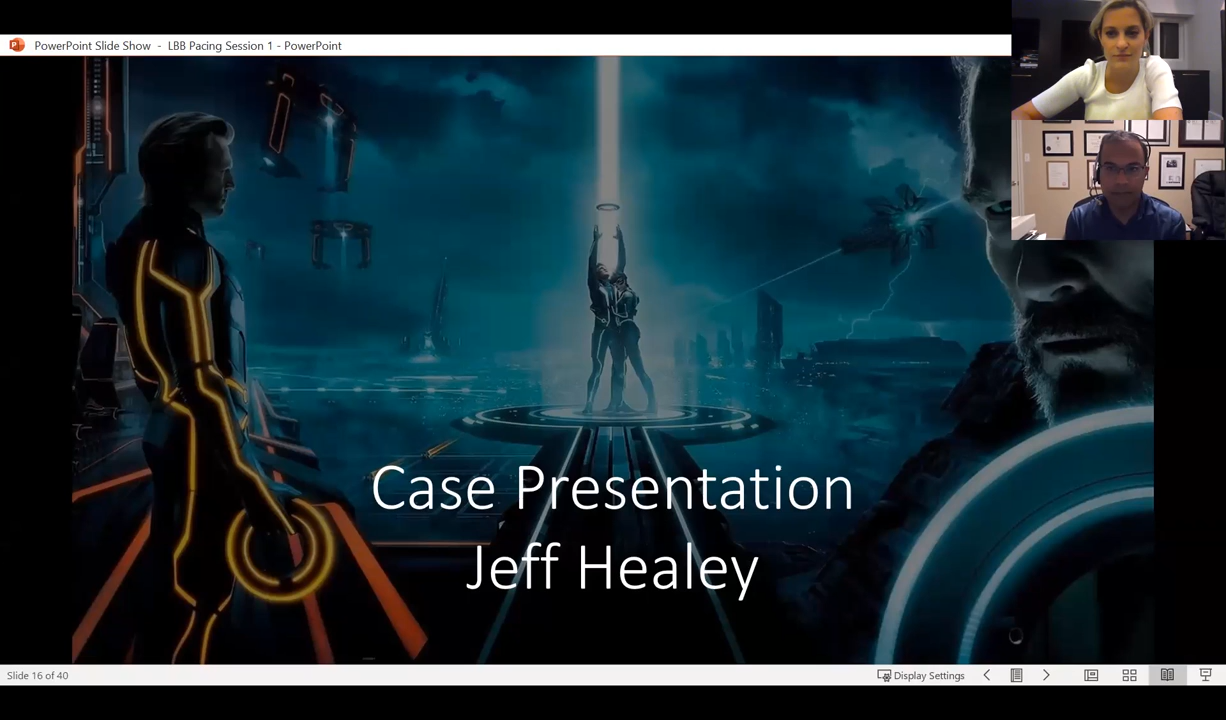 PowerPoint Slide Show - LBB Pacing Session 1 - PowerPoint
Case Presentation
Jeff Healey
Slide 16 of 40
Display Settings